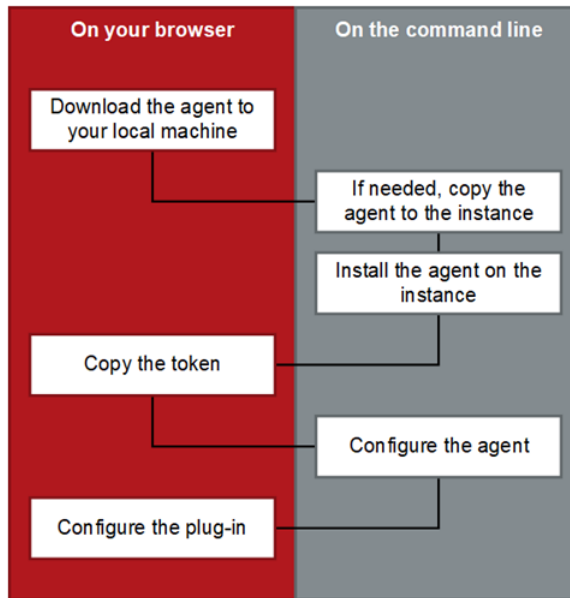 On your browser
On the command line
Download the agent to
your local machine
If needed, copy the
agent to the instance
Install the agent on the
instance
Copy the token
Configure the agent
Configure the plug-in